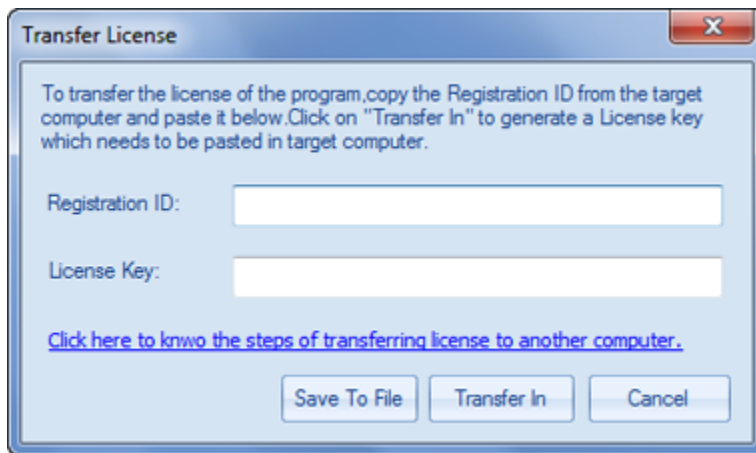 Transfer License
To transfer the license of the program,copy the Registration ID from the target
computer and paste it below.Click on "Transfer In" to generate a License key
which needs to be pasted in target computer.
Registration ID:
License Key:
Click here to knwo the steps of transferring license to another computer.
Save To File Transfer In Cancel